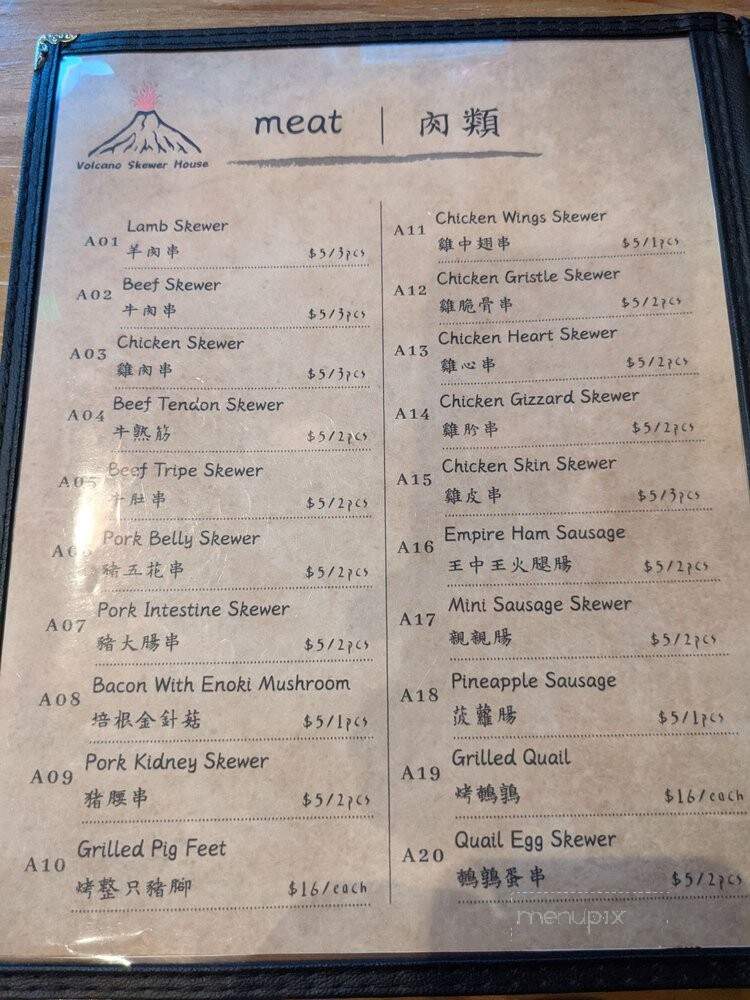 Volcano Skewer House
meat | 肉類
A01 Lamb Skewer
羊肉串 $5/3pcs
A02 Beef Skewer
牛肉串 $5/3pcs
A03 Chicken Skewer
雞肉串 $5/3pcs
A04 Beef Tendon Skewer
牛熟筋 $5/2pcs
A05 Beef Tripe Skewer
牛肚串 $5/2pcs
A06 Pork Belly Skewer
豬五花串 $5/2pcs
A07 Pork Intestine Skewer
豬大腸串 $5/2pcs
A08 Bacon With Enoki Mushroom
培根金針菇 $5/1pcs
A09 Pork Kidney Skewer
猪腰串 $5/2pcs
A10 Grilled Pig Feet
烤整只豬腳 $16/each
A11 Chicken Wings Skewer
雞中翅串 $5/1pcs
A12 Chicken Gristle Skewer
雞脆骨串 $5/2pcs
A13 Chicken Heart Skewer
雞心串 $5/2pcs
A14 Chicken Gizzard Skewer
雞肣串 $5/2pcs
A15 Chicken Skin Skewer
雞皮串 $5/3pcs
A16 Empire Ham Sausage
王中王火腿腸 $5/2pcs
A17 Mini Sausage Skewer
親親腸 $5/2pcs
A18 Pineapple Sausage
菠蘿腸 $5/1pcs
A19 Grilled Quail
烤鵪鶉 $16/each
A20 Quail Egg Skewer
鵪鶉蛋串 $5/2pcs
menupix